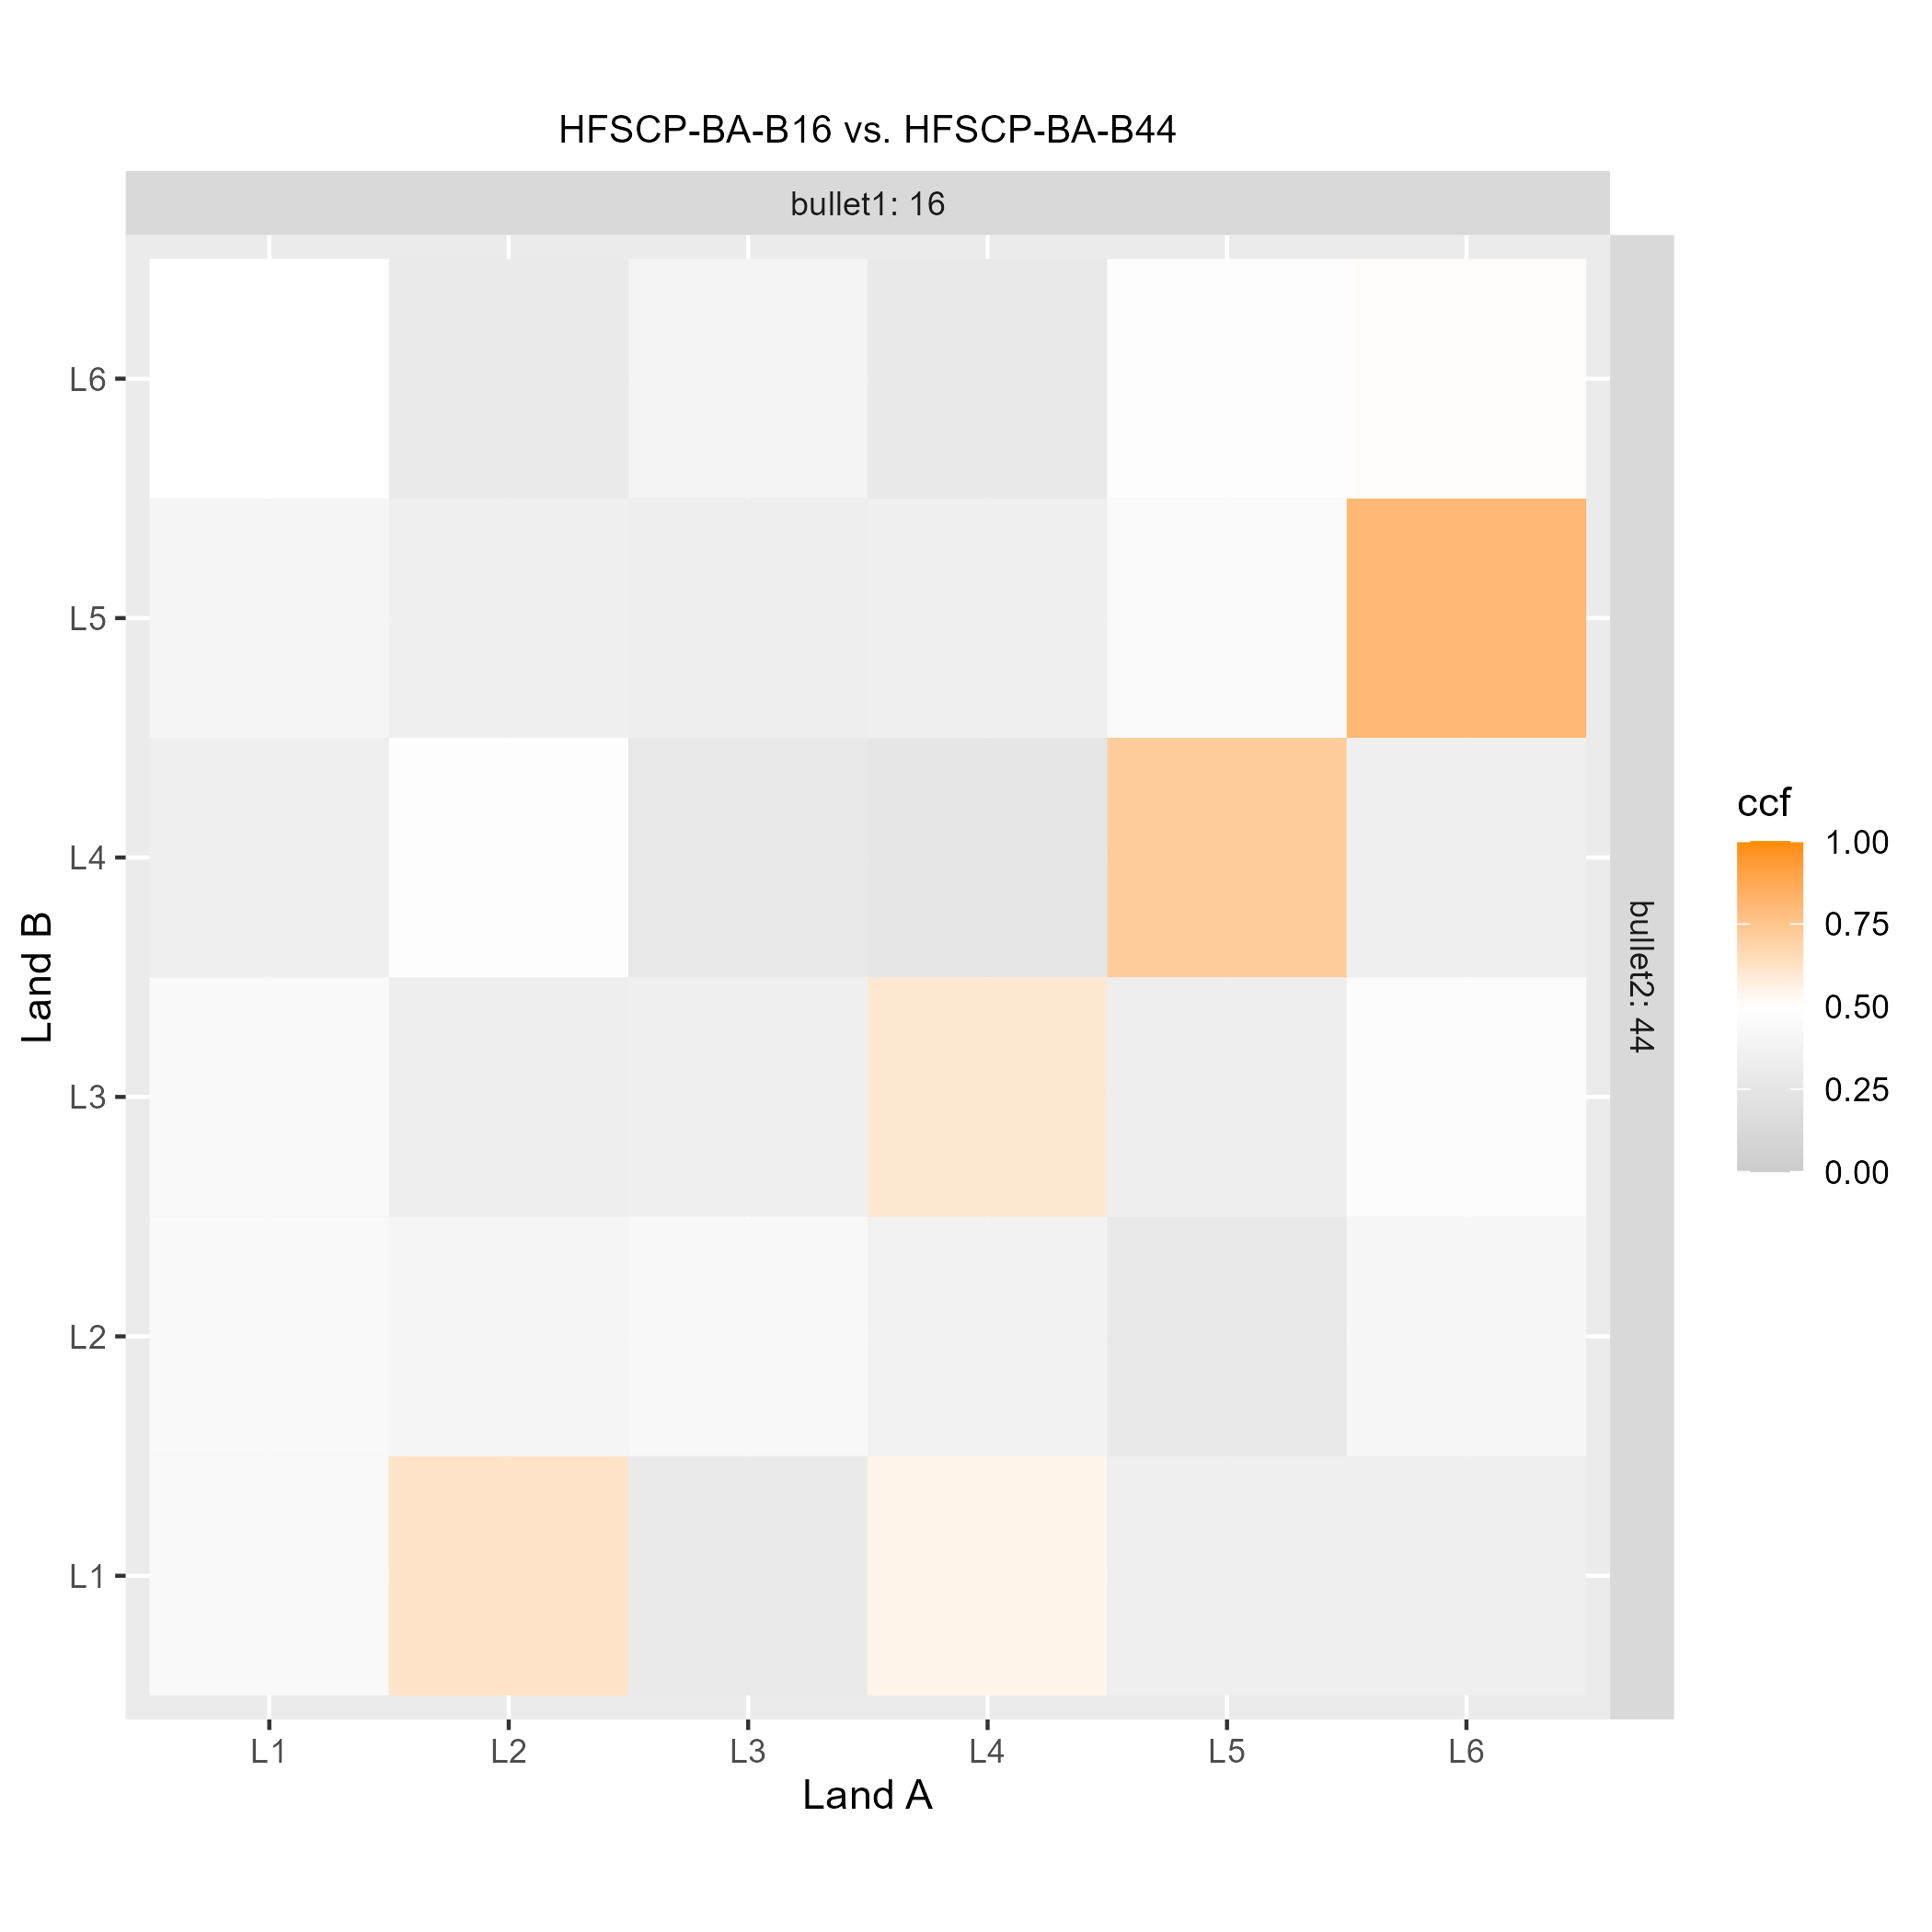 HFSCP-BA-B16 vs. HFSCP-BA-B44
bullet1: 16
L6
L5
L4
L3
L2
L1
Land B
bullet2: 44
ccf
1.00
0.75
0.50
0.25
0.00
L1 L2 L3 L4 L5 L6
Land A